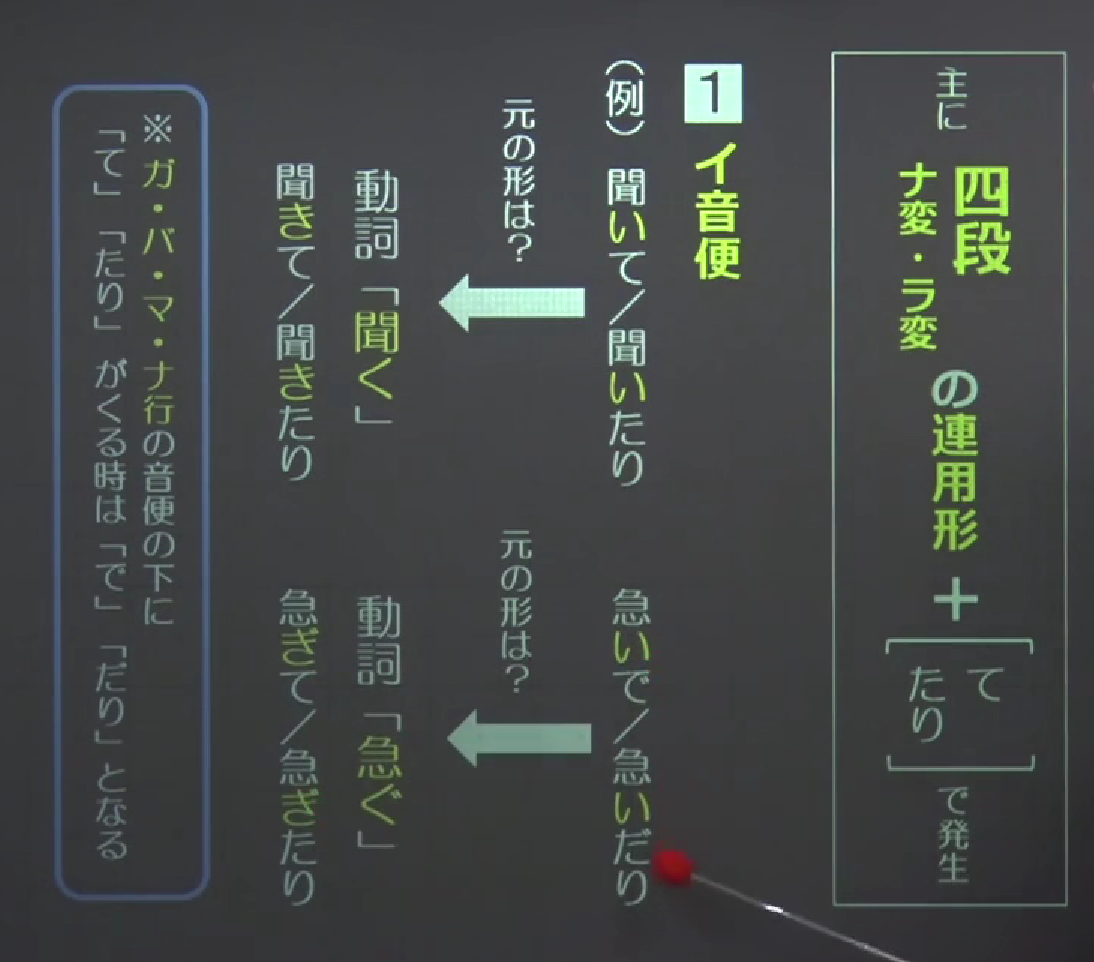 主に
四段
ナ変・ラ変
の連用形
+
て
たり
で発生
1 イ音便
(例) 聞いて/聞いたり
急いで/急いだり
元の形は?
元の形は?
動詞「聞く」
聞きて/聞きたり
動詞「急ぐ」
急ぎて/急ぎたり
※ガ・バ・マ・ナ行の音便の下に
「て」「たり」がくる時は「で」「だり」となる